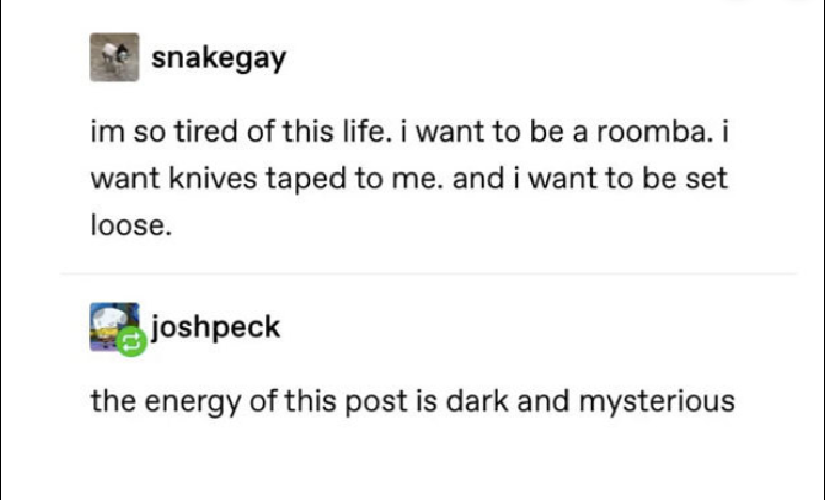 snakegay
im so tired of this life. i want to be a roomba. i
want knives taped to me. and i want to be set
loose.
joshpeck
the energy of this post is dark and mysterious